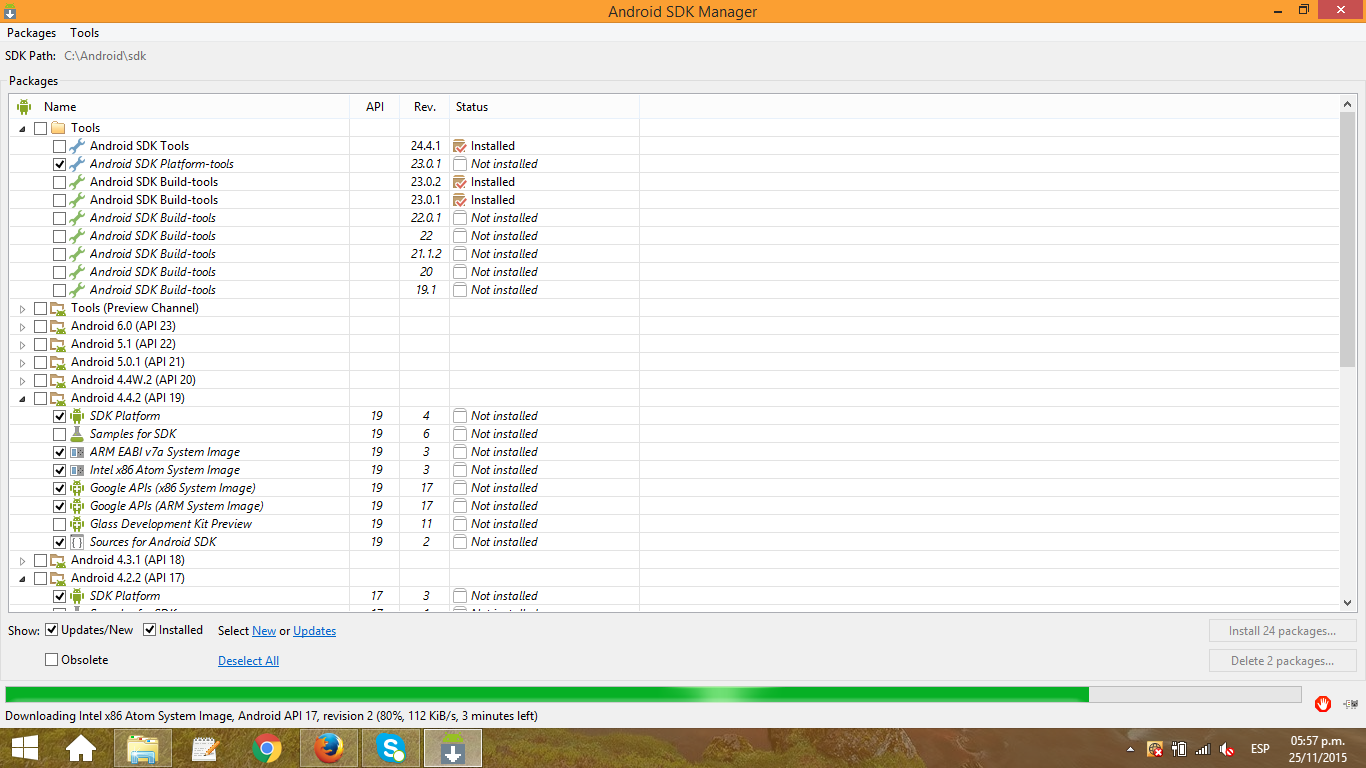 Android SDK Manager
Packages Tools
SDK Path: C:\Android\sdk
Packages
Name API Rev. Status
Tools
Android SDK Tools 24.4.1 Installed
Android SDK Platform-tools 23.0.1 Not installed
Android SDK Build-tools 23.0.2 Installed
Android SDK Build-tools 23.0.1 Installed
Android SDK Build-tools 22.0.1 Not installed
Android SDK Build-tools 22 Not installed
Android SDK Build-tools 21.1.2 Not installed
Android SDK Build-tools 20 Not installed
Android SDK Build-tools 19.1 Not installed
Tools (Preview Channel)
Android 6.0 (API 23)
Android 5.1 (API 22)
Android 5.0.1 (API 21)
Android 4.4W.2 (API 20)
Android 4.4.2 (API 19)
SDK Platform 19 4 Not installed
Samples for SDK 19 6 Not installed
ARM EABI v7a System Image 19 3 Not installed
Intel x86 Atom System Image 19 3 Not installed
Google APIs (x86 System Image) 19 17 Not installed
Google APIs (ARM System Image) 19 17 Not installed
Glass Development Kit Preview 19 11 Not installed
Sources for Android SDK 19 2 Not installed
Android 4.3.1 (API 18)
Android 4.2.2 (API 17)
SDK Platform 17 3 Not installed
Show: Updates/New Installed Select New or Updates Install 24 packages...
Obsolete Deselect All Delete 2 packages...
Downloading Intel x86 Atom System Image, Android API 17, revision 2 (80%, 112 KiB/s, 3 minutes left)
ESP 05:57 p.m.
25/11/2015